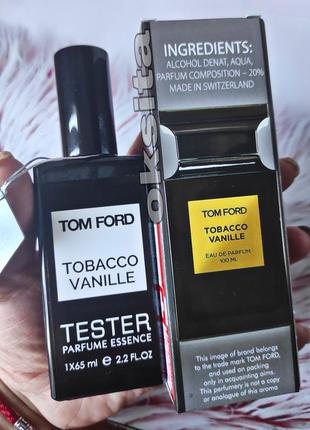 TOM FORD
TOBACCO
VANILLE
TESTER
PARFUME ESSENCE
1X65 ml e 2.2 FL.OZ
oksita
INGREDIENTS:
ALCOHOL DENAT, AQUA,
PARFUM COMPOSITION – 20%
MADE IN SWITZERLAND
TOM FORD
TOBACCO
VANILLE
EAU DE PARFUM
100 ML
This image of brand belongs
to the trade mark TOM FORD,
and used on packing
only in acquainting aims.
This perfumery is not a copy
or analogue of this aroma